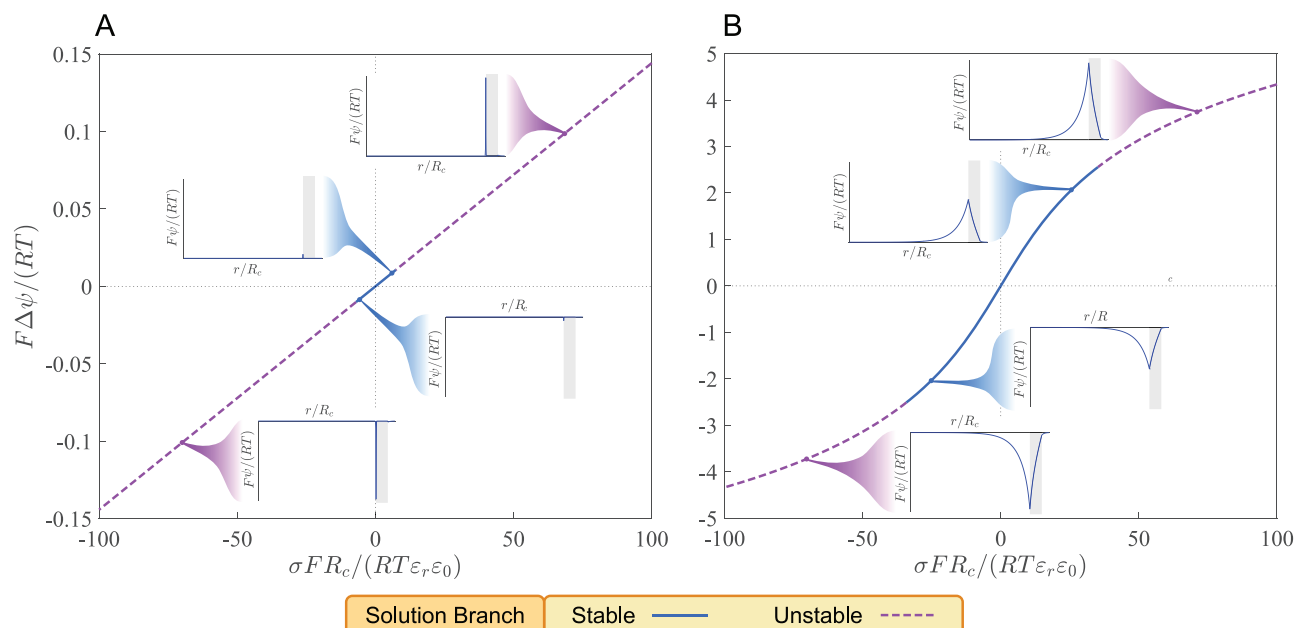 A
B
0.15
0.1
0.05
0
-0.05
-0.1
-0.15
FΔψ/(RT)
-100
-50
0
50
100
σFR_c/(RTε_rε_0)
Fψ/(RT)
r/R_c
Fψ/(RT)
r/R_c
Fψ/(RT)
r/R_c
Fψ/(RT)
r/R_c
5
4
3
2
1
0
-1
-2
-3
-4
-5
-100
-50
0
50
100
σFR_c/(RTε_rε_0)
Fψ/(RT)
r/R_c
Fψ/(RT)
r/R_c
c
Fψ/(RT)
r/R
Fψ/(RT)
r/R_c
Solution Branch
Stable
Unstable